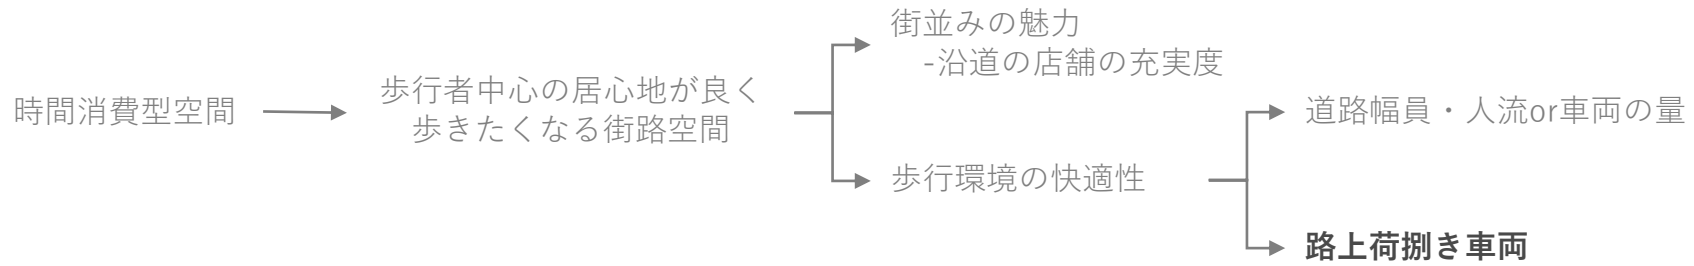 時間消費型空間
歩行者中心の居心地が良く
歩きたくなる街路空間
街並みの魅力
-沿道の店舗の充実度
歩行環境の快適性
道路幅員・人流or車両の量
路上荷捌き車両